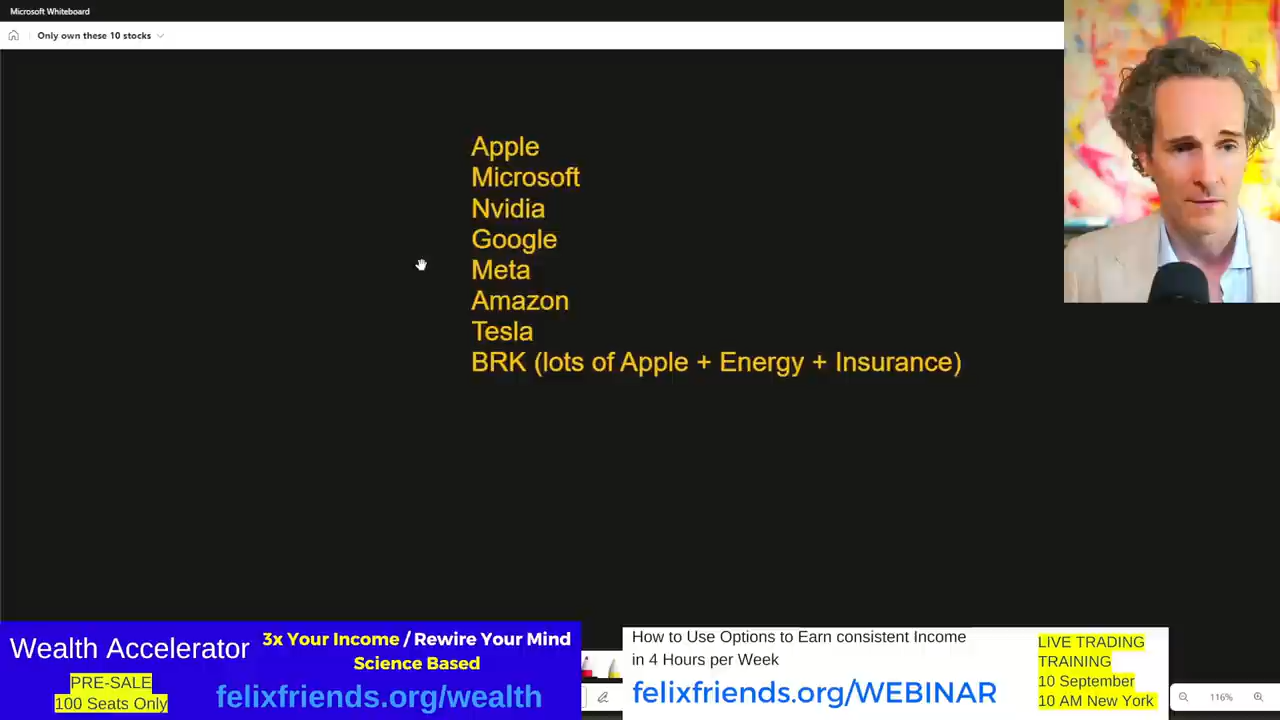 Microsoft Whiteboard
Only own these 10 stocks
Apple
Microsoft
Nvidia
Google
Meta
Amazon
Tesla
BRK (lots of Apple + Energy + Insurance)
Wealth Accelerator
PRE-SALE
100 Seats Only
3x Your Income / Rewire Your Mind
Science Based
felixfriends.org/wealth
How to Use Options to Earn consistent Income
in 4 Hours per Week
felixfriends.org/WEBINAR
LIVE TRADING
TRAINING
10 September
10 AM New York
116%